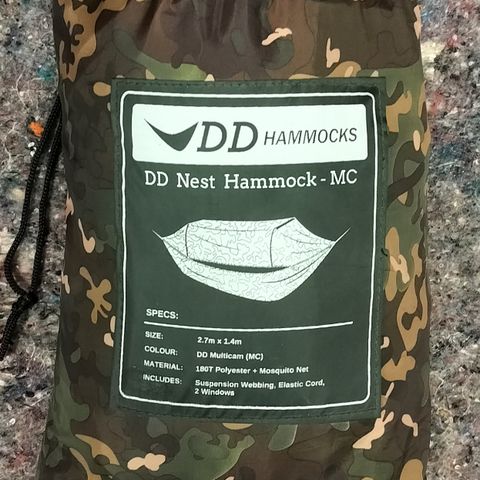 DD HAMMOCKS
DD Nest Hammock - MC
SPECS:
SIZE: 2.7m x 1.4m
COLOUR: DD Multicam (MC)
MATERIAL: 180T Polyester + Mosquito Net
INCLUDES: Suspension Webbing, Elastic Cord,
2 Windows